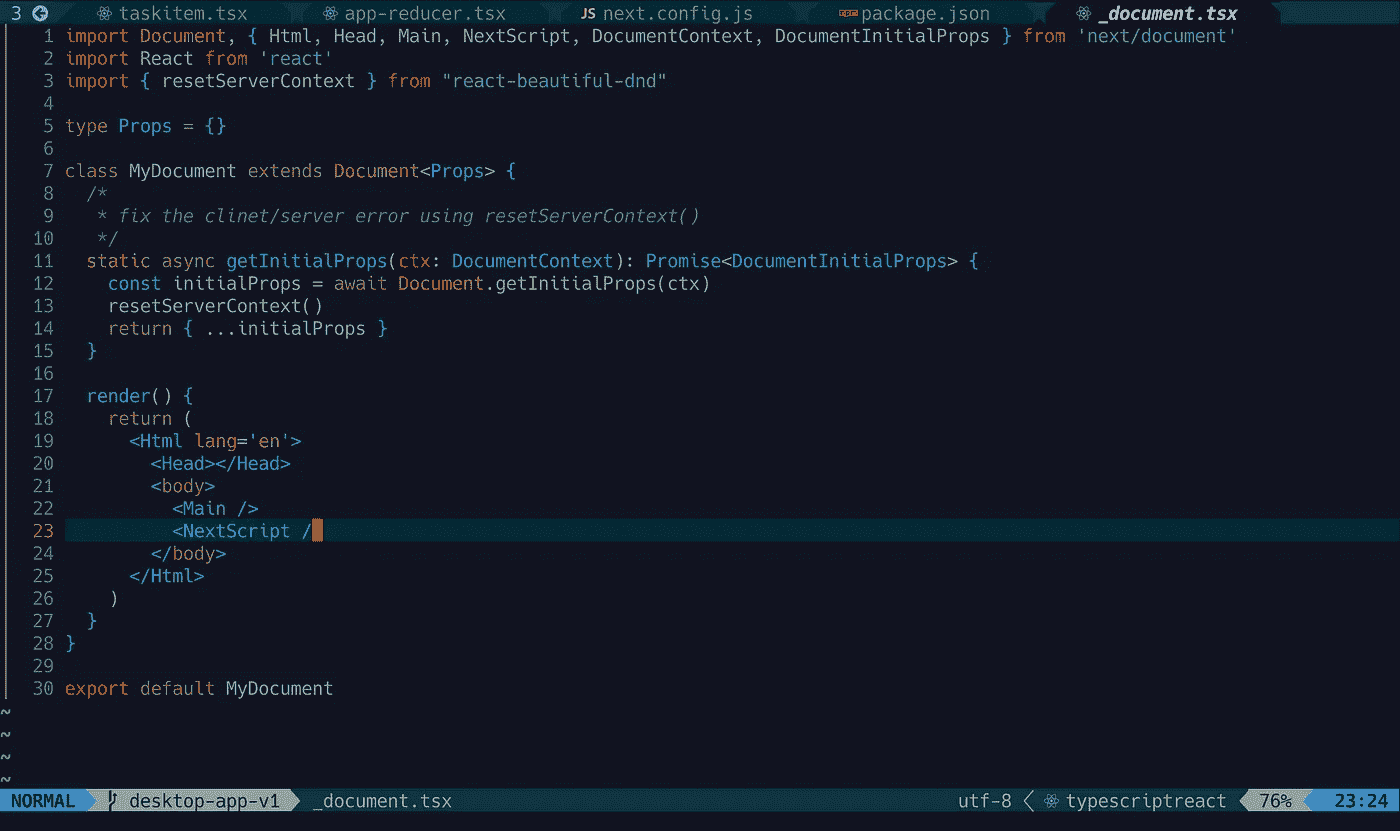 3 taskitem.tsx app-reducer.tsx JS next.config.js package.json _document.tsx
1 import Document, { Html, Head, Main, NextScript, DocumentContext, DocumentInitialProps } from 'next/document'
2 import React from 'react'
3 import { resetServerContext } from "react-beautiful-dnd"
4
5 type Props = {}
6
7 class MyDocument extends Document<Props> {
8   /*
9    * fix the clinet/server error using resetServerContext()
10    */
11   static async getInitialProps(ctx: DocumentContext): Promise<DocumentInitialProps> {
12     const initialProps = await Document.getInitialProps(ctx)
13     resetServerContext()
14     return { ...initialProps }
15   }
16
17   render() {
18     return (
19       <Html lang='en'>
20         <Head></Head>
21         <body>
22           <Main />
23           <NextScript /
24         </body>
25       </Html>
26     )
27   }
28 }
29
30 export default MyDocument
~
~
~
~
NORMAL desktop-app-v1 _document.tsx utf-8 typescriptreact 76% 23:24